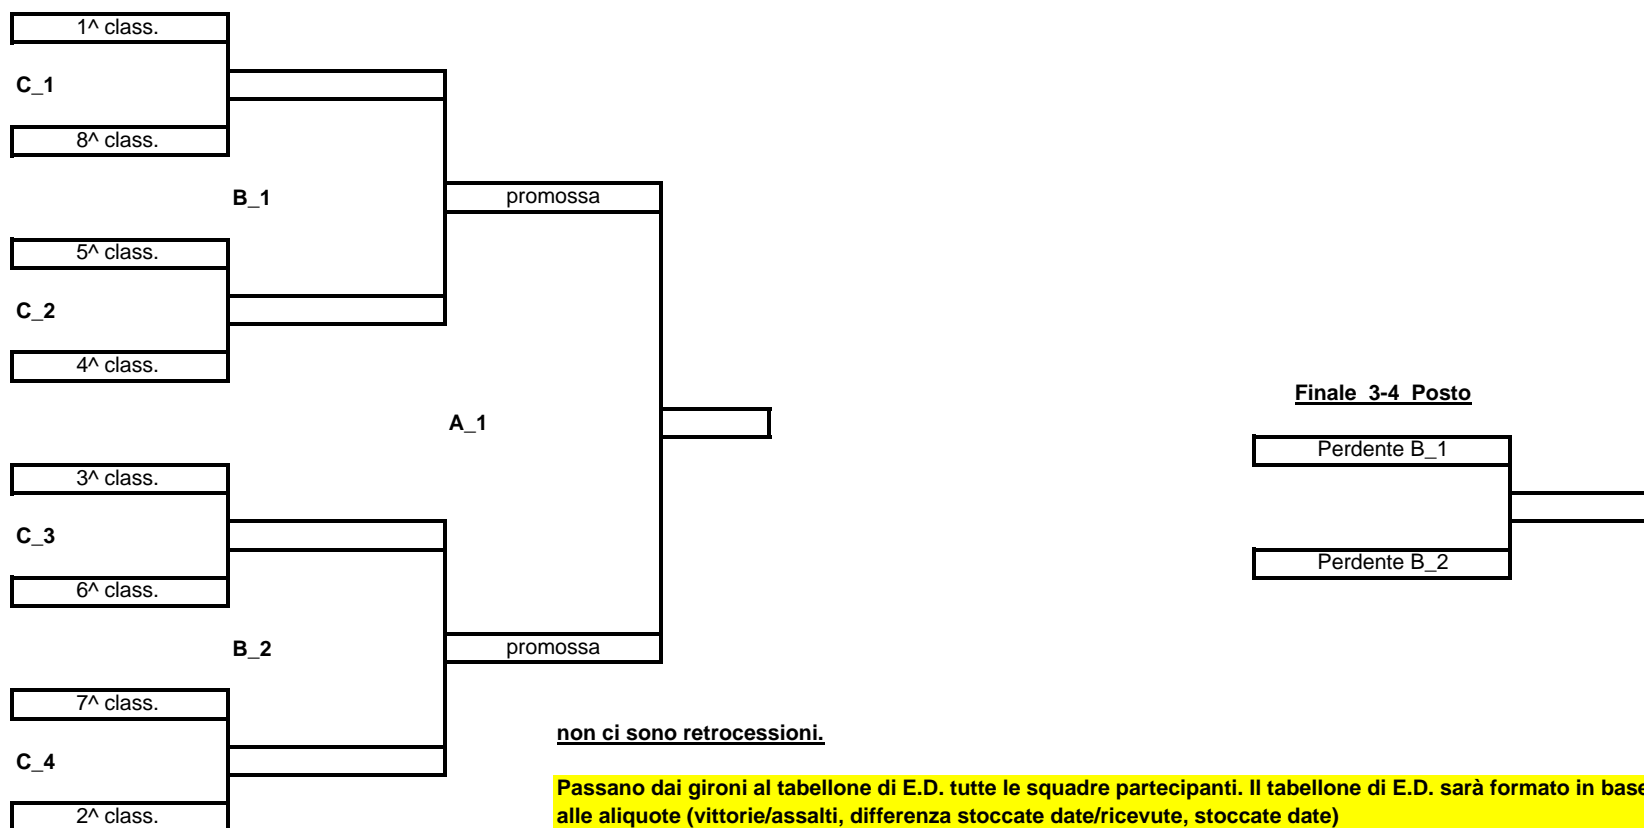 1^ class.
C_1
8^ class.
B_1
promossa
5^ class.
C_2
4^ class.
A_1
3^ class.
C_3
6^ class.
B_2
promossa
7^ class.
C_4
2^ class.
Finale 3-4 Posto
Perdente B_1
Perdente B_2
non ci sono retrocessioni.
Passano dai gironi al tabellone di E.D. tutte le squadre partecipanti. Il tabellone di E.D. sarà formato in base
alle aliquote (vittorie/assalti, differenza stoccate date/ricevute, stoccate date)